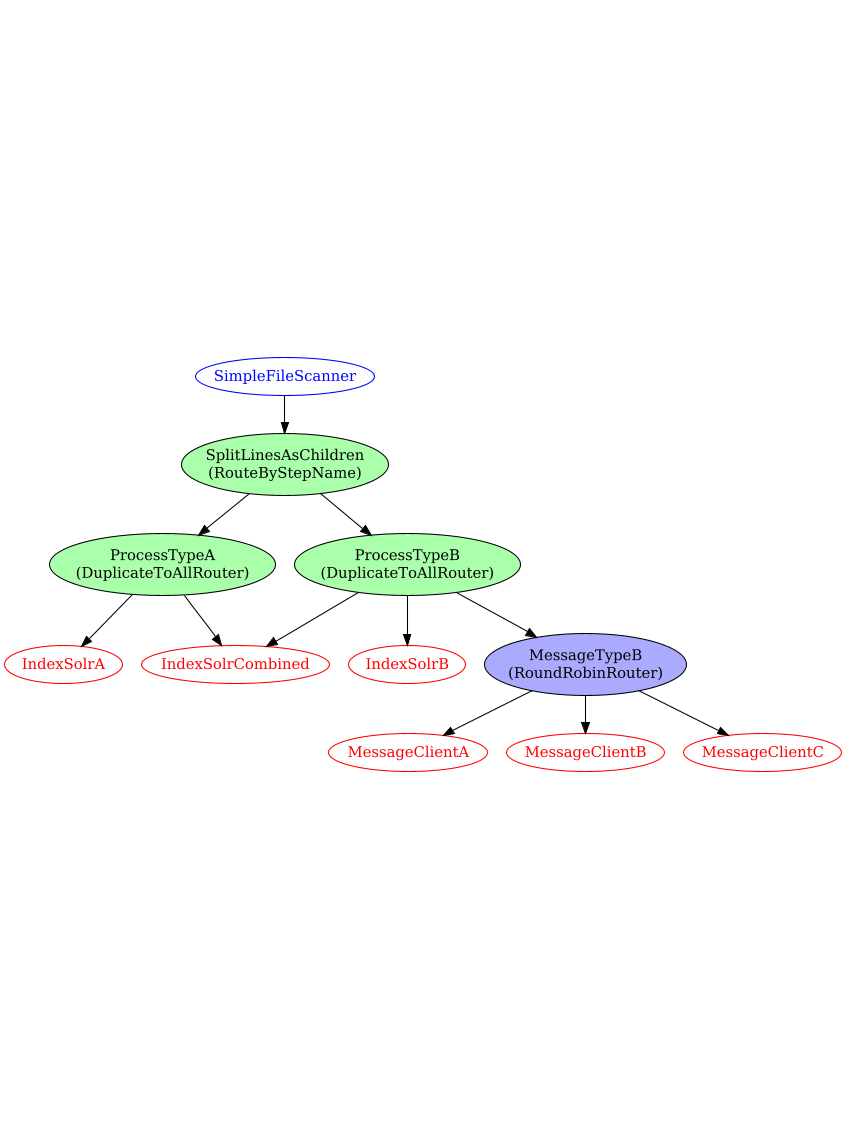 SimpleFileScanner
SplitLinesAsChildren
(RouteByStepName)
ProcessTypeA
(DuplicateToAllRouter)
ProcessTypeB
(DuplicateToAllRouter)
IndexSolrA
IndexSolrCombined
IndexSolrB
MessageTypeB
(RoundRobinRouter)
MessageClientA
MessageClientB
MessageClientC